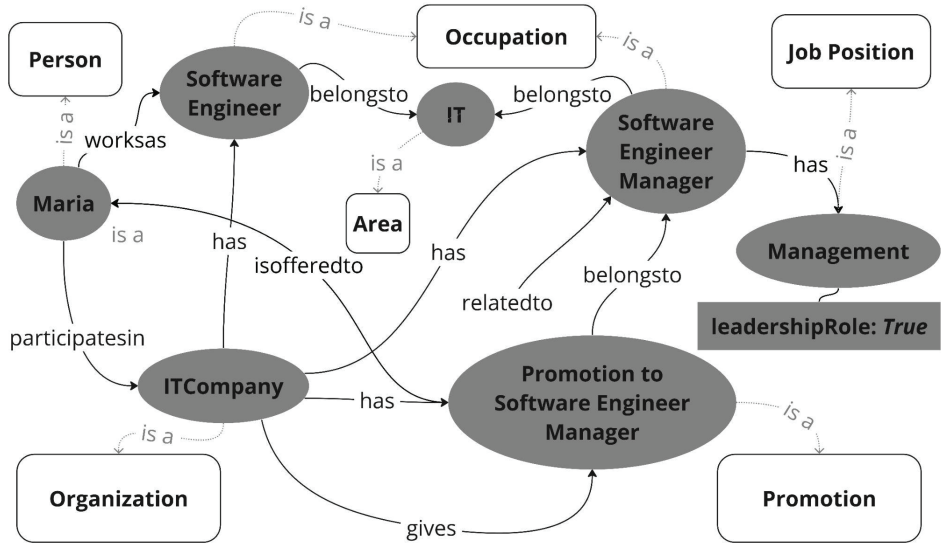 is a
Person
Software
Engineer
Occupation
is a
Job Position
belongsto
IT
belongsto
is a
worksas
Software
Engineer
Manager
has
is a
is a
Maria
is a
Area
has
isofferedto
has
relatedto
belongsto
Management
leadershipRole: True
participatesin
ITCompany
has
Promotion to
Software Engineer
Manager
is a
is a
Organization
Promotion
gives